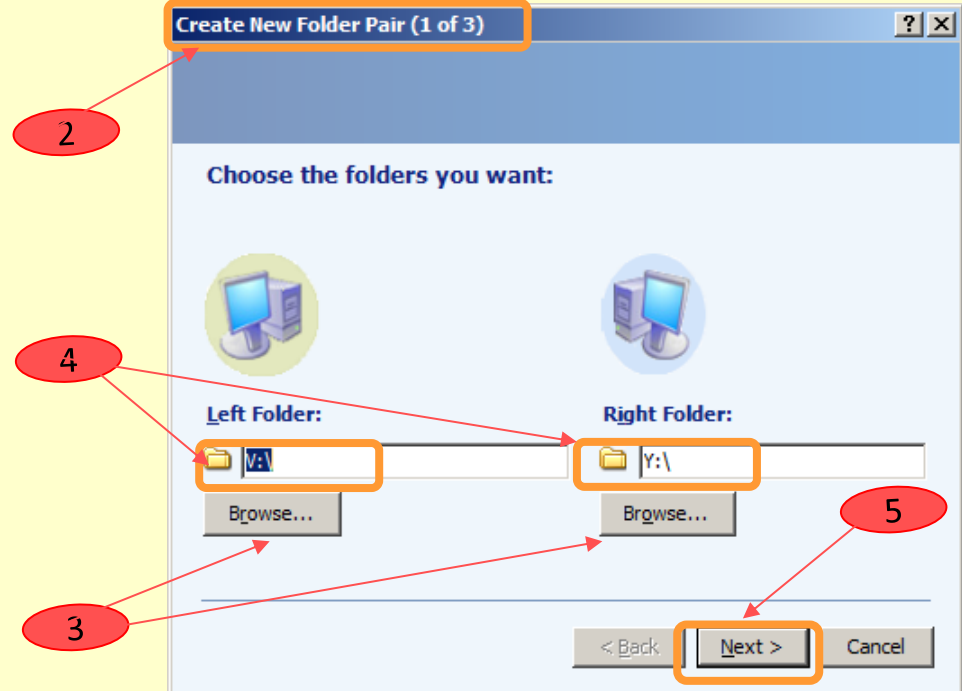 Create New Folder Pair (1 of 3)
?
2
Choose the folders you want:
4
Left Folder: Right Folder:
V:\ Y:\
Browse... Browse...
5
3
< Back Next > Cancel